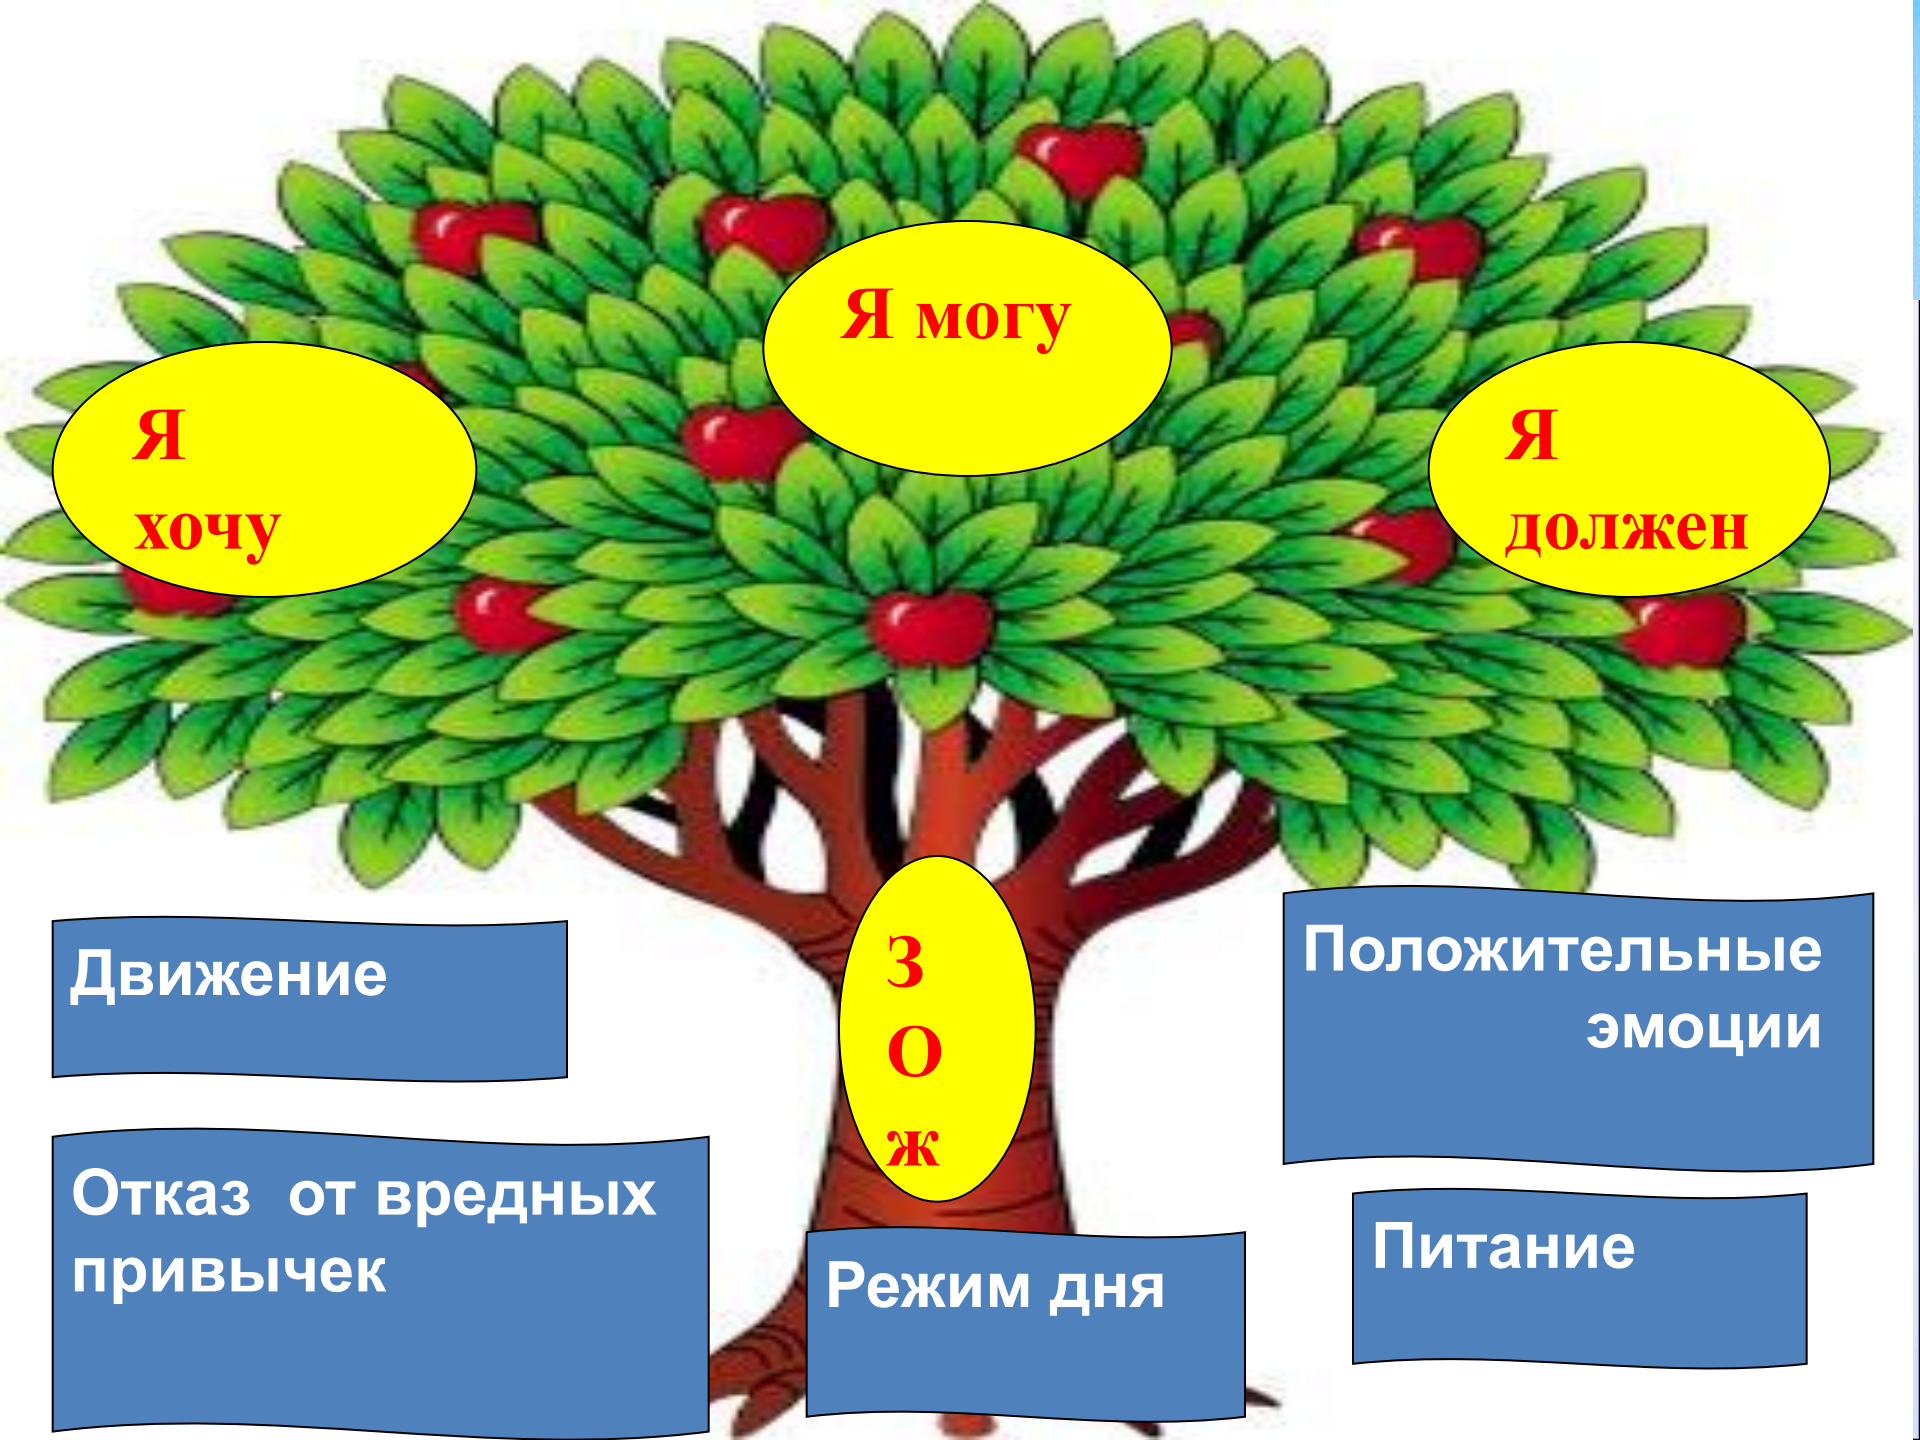 Я могу
Я
хочу
Я
должен
З
О
ж
Движение
Положительные
эмоции
Отказ  от вредных
привычек
Режим дня
Питание